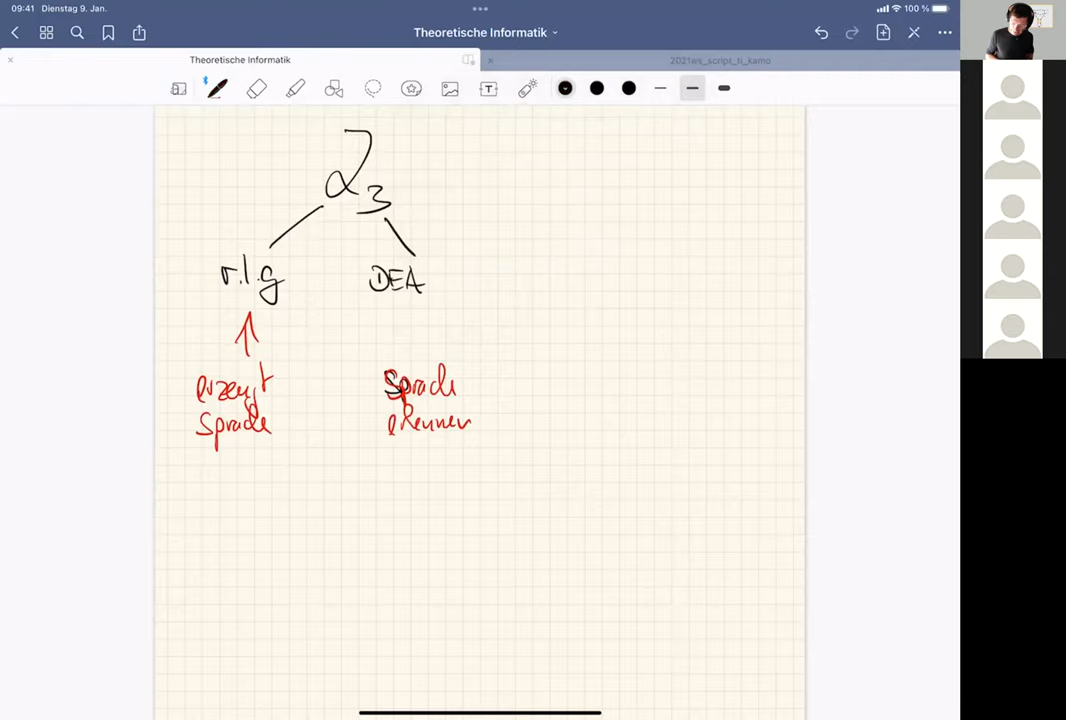 09:41 Dienstag 9. Jan.
100 %
Theoretische Informatik
Theoretische Informatik
2021ws_script_ti_kamo
T
L3
r.l.g
DEA
erzeugt
Sprache
Sprache
erkennen